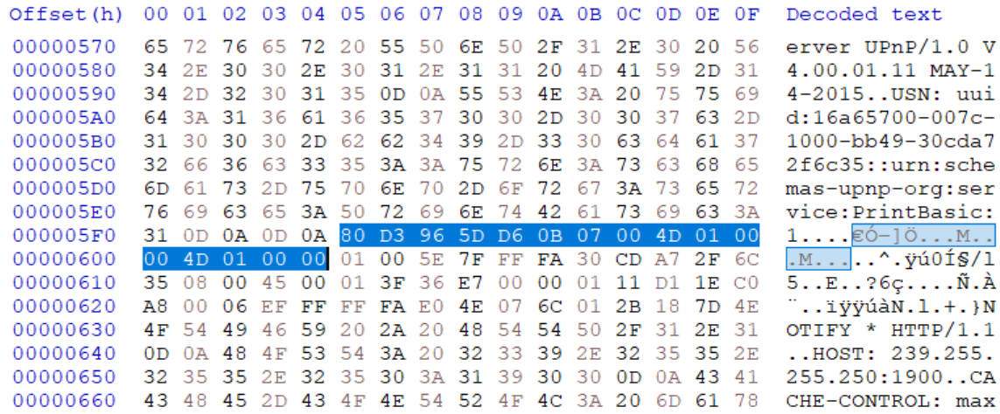 Offset(h) 00 01 02 03 04 05 06 07 08 09 0A 0B 0C 0D 0E 0F Decoded text
00000570 65 72 76 65 72 20 55 50 6E 50 2F 31 2E 30 20 56 erver UPnP/1.0 V
00000580 34 2E 30 30 2E 30 31 2E 31 31 20 4D 41 59 2D 31 4.00.01.11 MAY-1
00000590 34 2D 32 30 31 35 0D 0A 55 53 4E 3A 20 75 75 69 4-2015..USN: uui
000005A0 64 3A 31 36 61 36 35 37 30 30 2D 30 30 37 63 2D d:16a65700-007c-
000005B0 31 30 30 30 2D 62 62 34 39 2D 33 30 63 64 61 37 1000-bb49-30cda7
000005C0 32 66 36 63 33 35 3A 3A 75 72 6E 3A 73 63 68 65 2f6c35::urn:sche
000005D0 6D 61 73 2D 75 70 6E 70 2D 6F 72 67 3A 73 65 72 mas-upnp-org:ser
000005E0 76 69 63 65 3A 50 72 69 6E 74 42 61 73 69 63 3A vice:PrintBasic:
000005F0 31 0D 0A 0D 0A 80 D3 96 5D D6 0B 07 00 4D 01 00 1....€Ó–]Ö...M..
00000600 00 4D 01 00 00 01 00 5E 7F FF FA 30 CD A7 2F 6C .M.....^.ÿú0Í§/l
00000610 35 08 00 45 00 01 3F 36 E7 00 00 01 11 D1 1E C0 5..E..?6ç....Ñ.À
00000620 A8 00 06 EF FF FF FA E0 4E 07 6C 01 2B 18 7D 4E ¨..ïÿÿúàN.l.+.}N
00000630 4F 54 49 46 59 20 2A 20 48 54 54 50 2F 31 2E 31 OTIFY * HTTP/1.1
00000640 0D 0A 48 4F 53 54 3A 20 32 33 39 2E 32 35 35 2E ..HOST: 239.255.
00000650 32 35 35 2E 32 35 30 3A 31 39 30 30 0D 0A 43 41 255.250:1900..CA
00000660 43 48 45 2D 43 4F 4E 54 52 4F 4C 3A 20 6D 61 78 CHE-CONTROL: max